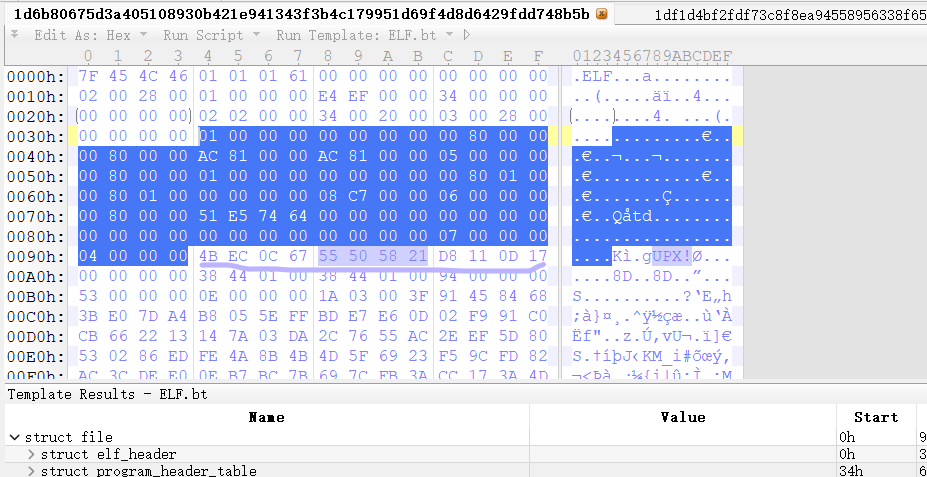 1d6b80675d3a405108930b421e941343f3b4c179951d69f4d8d6429fdd748b5b 1df1d4bf2fdf73c8f8ea94558956338f65
Edit As: Hex Run Script Run Template: ELF.bt
0 1 2 3 4 5 6 7 8 9 A B C D E F 0123456789ABCDEF
0000h: 7F 45 4C 46 01 01 01 61 00 00 00 00 00 00 00 00 .ELF...a........
0010h: 02 00 28 00 01 00 00 00 E4 EF 00 00 34 00 00 00 ..(.....äï..4...
0020h: 00 00 00 00 02 02 00 00 34 00 20 00 03 00 28 00 ........4. ...(.
0030h: 00 00 00 00 01 00 00 00 00 00 00 00 00 80 00 00 .............€..
0040h: 00 80 00 00 AC 81 00 00 AC 81 00 00 05 00 00 00 .€..¬...¬.......
0050h: 00 80 00 00 01 00 00 00 00 00 00 00 00 80 01 00 .€...........€..
0060h: 00 80 01 00 00 00 00 00 08 C7 00 00 06 00 00 00 .€.......Ç......
0070h: 00 80 00 00 51 E5 74 64 00 00 00 00 00 00 00 00 .€..Qåtd........
0080h: 00 00 00 00 00 00 00 00 00 00 00 00 07 00 00 00 ................
0090h: 04 00 00 00 4B EC 0C 67 55 50 58 21 D8 11 0D 17 ....Kì.gUPX!Ø...
00A0h: 00 00 00 00 38 44 01 00 38 44 01 00 94 00 00 00 ....8D..8D..”...
00B0h: 53 00 00 00 0E 00 00 00 1A 03 00 3F 91 45 84 68 S..........?‘E„h
00C0h: 3B E0 7D A4 B8 05 5E FF BD E7 E6 0D 02 F9 91 C0 ;à}¤¸.^ÿ½çæ..ù‘À
00D0h: CB 66 22 13 14 7A 03 DA 2C 76 55 AC 2E EF 5D 80 Ëf"..z.Ú,vU¬.ï]€
00E0h: 53 02 86 ED FE 4A 8B 4B 4D 5F 69 23 F5 9C FD 82 S.†íþJ‹KM_i#õœý‚
00F0h: AC 3C DE E0 0E B7 BC 7B 69 7C FB 3A CC 17 3A 4D
Template Results - ELF.bt
Name Value Start
struct file 0h 9
struct elf_header 0h 3
struct program_header_table 34h 6